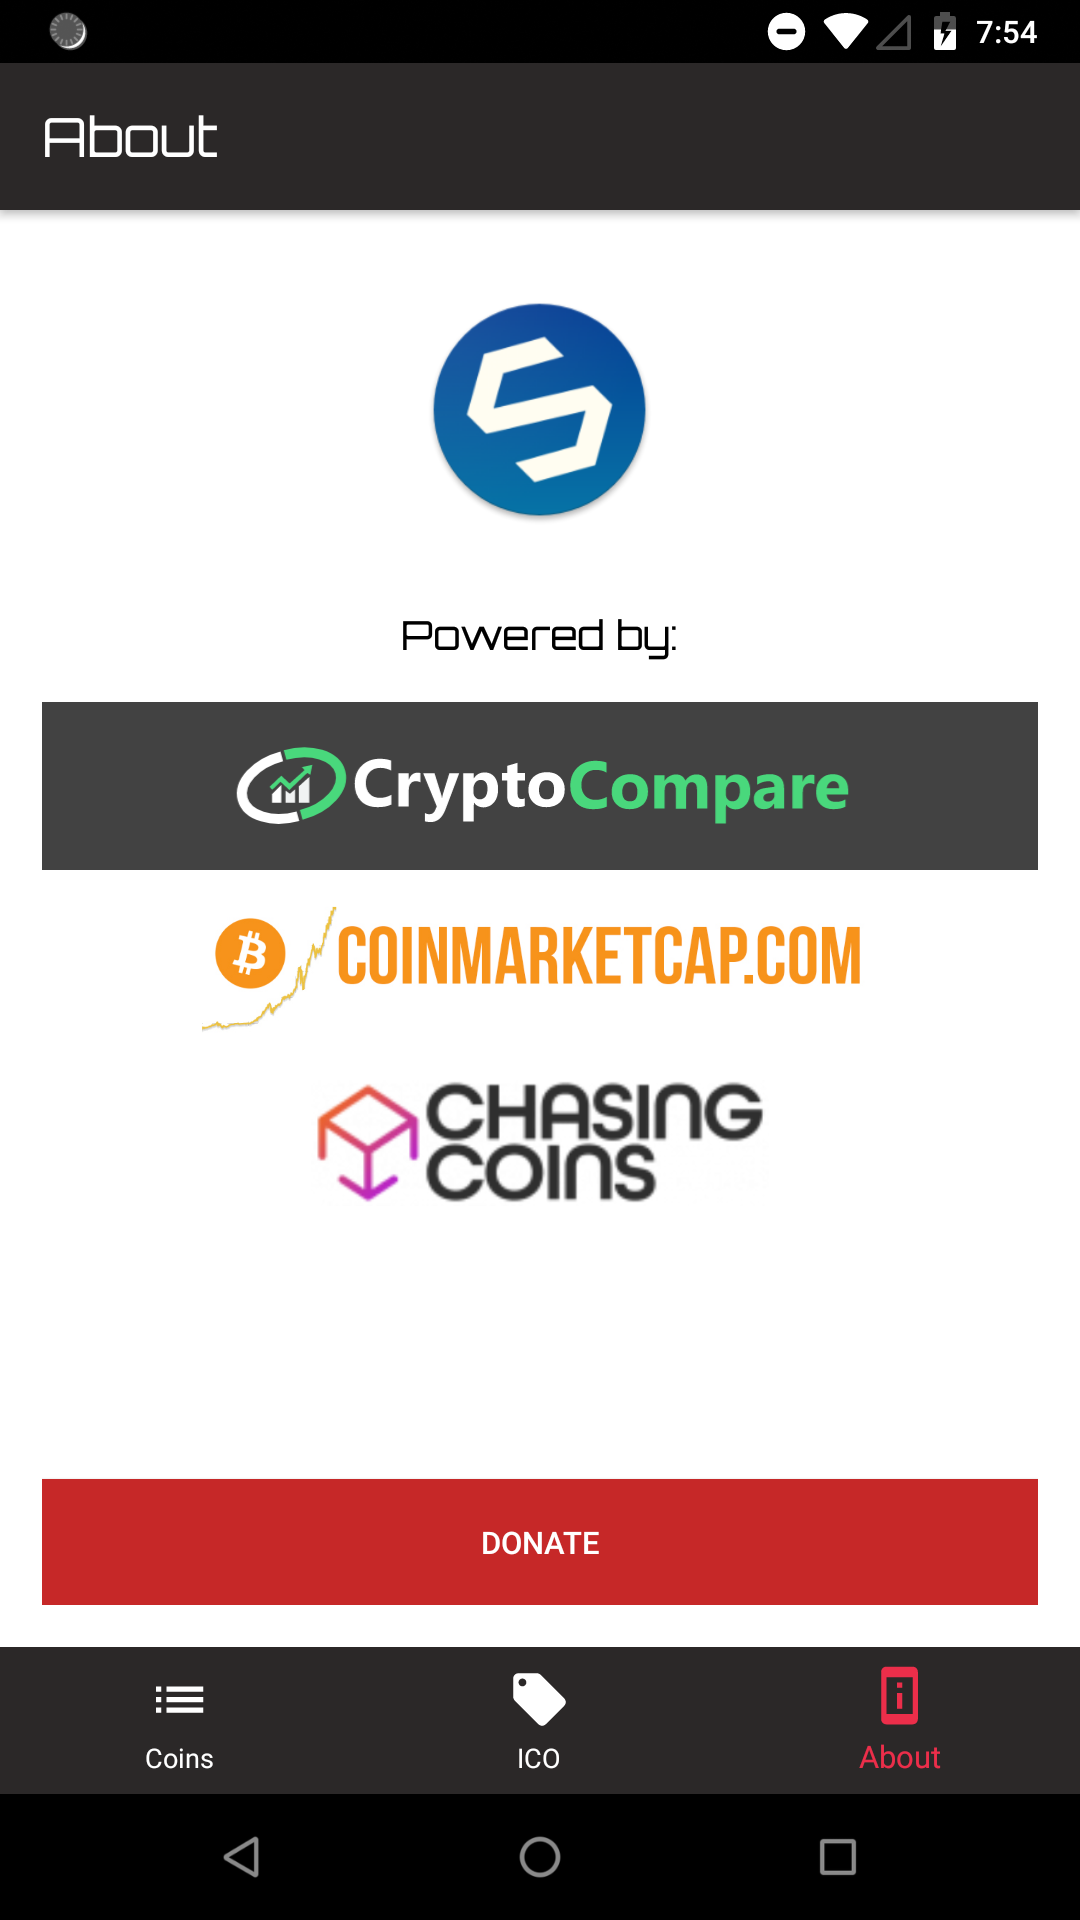 7:54
About
Powered by:
CryptoCompare
COINMARKETCAP.COM
CHASING
COINS
DONATE
Coins
ICO
About